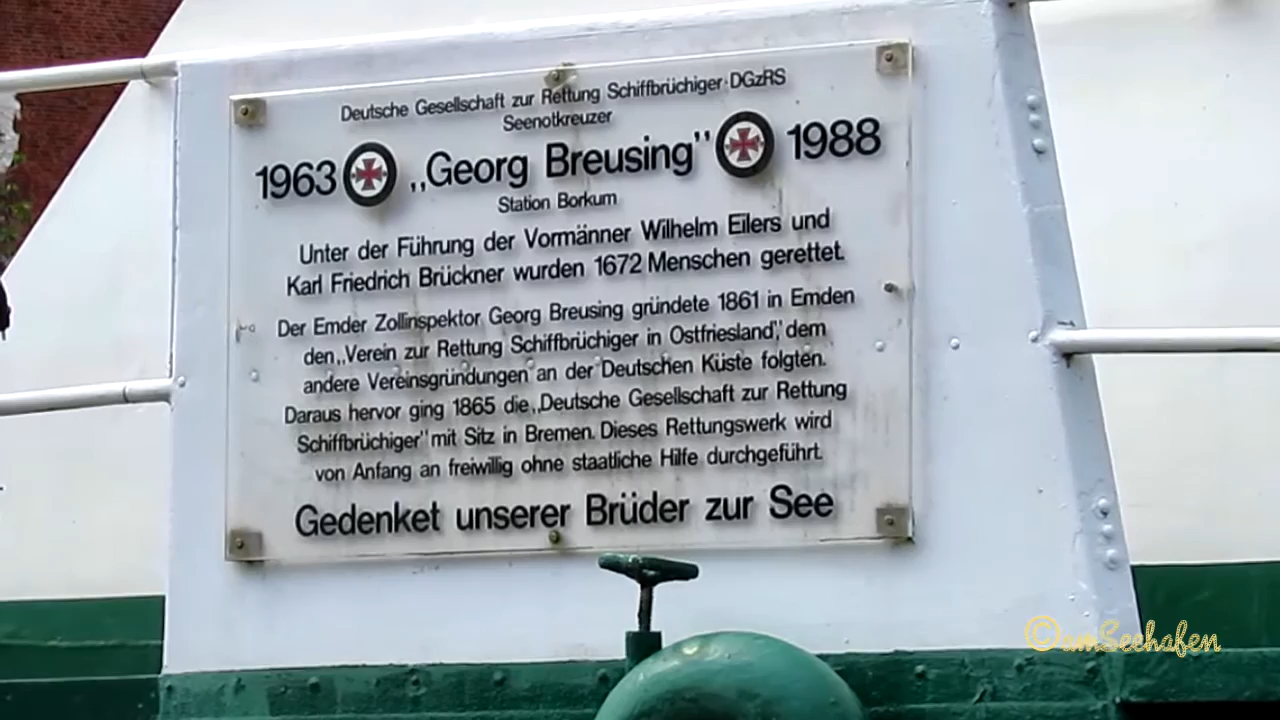 Deutsche Gesellschaft zur Rettung Schiffbrüchiger·DGzRS
Seenotkreuzer
1963 „Georg Breusing” 1988
Station Borkum
Unter der Führung der Vormänner Wilhelm Eilers und
Karl Friedrich Brückner wurden 1672 Menschen gerettet.
Der Emder Zollinspektor Georg Breusing gründete 1861 in Emden
den „Verein zur Rettung Schiffbrüchiger in Ostfriesland”, dem
andere Vereinsgründungen an der Deutschen Küste folgten.
Daraus hervor ging 1865 die „Deutsche Gesellschaft zur Rettung
Schiffbrüchiger” mit Sitz in Bremen. Dieses Rettungswerk wird
von Anfang an freiwillig ohne staatliche Hilfe durchgeführt.
Gedenket unserer Brüder zur See
©amSeehafen